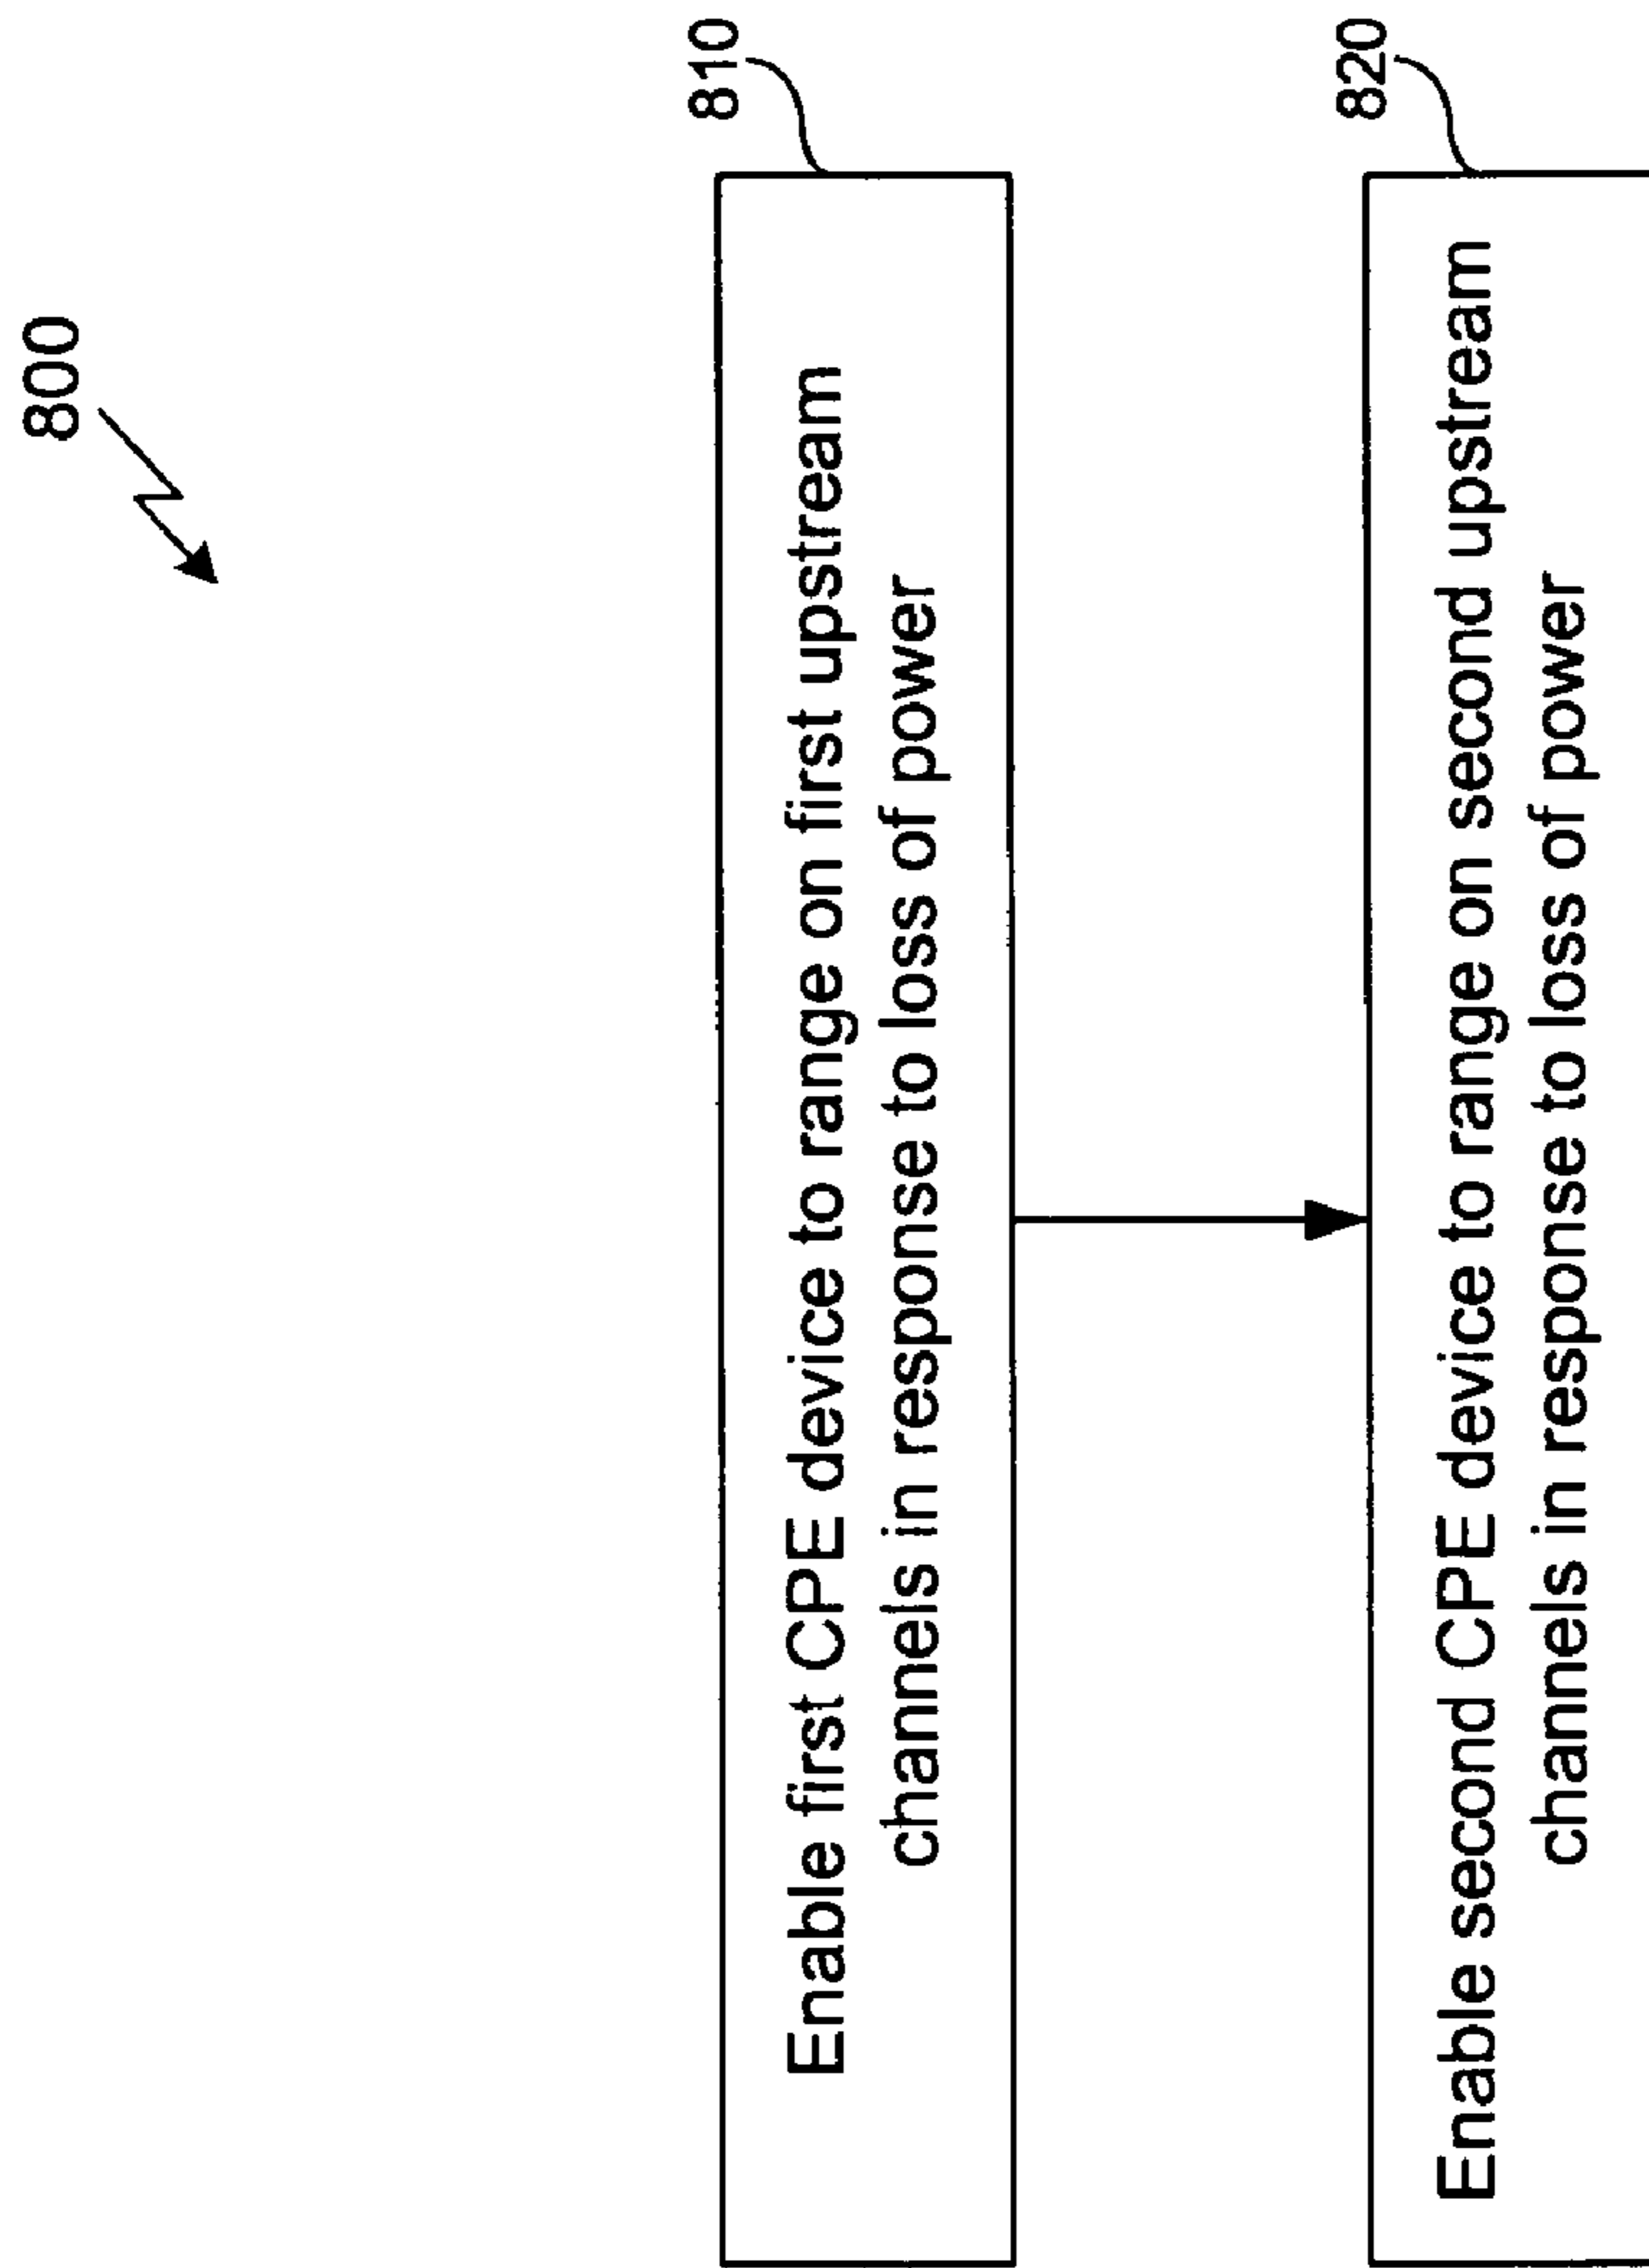 800
810
Enable first CPE device to range on first upstream
channels in response to loss of power
820
Enable second CPE device to range on second upstream
channels in response to loss of power